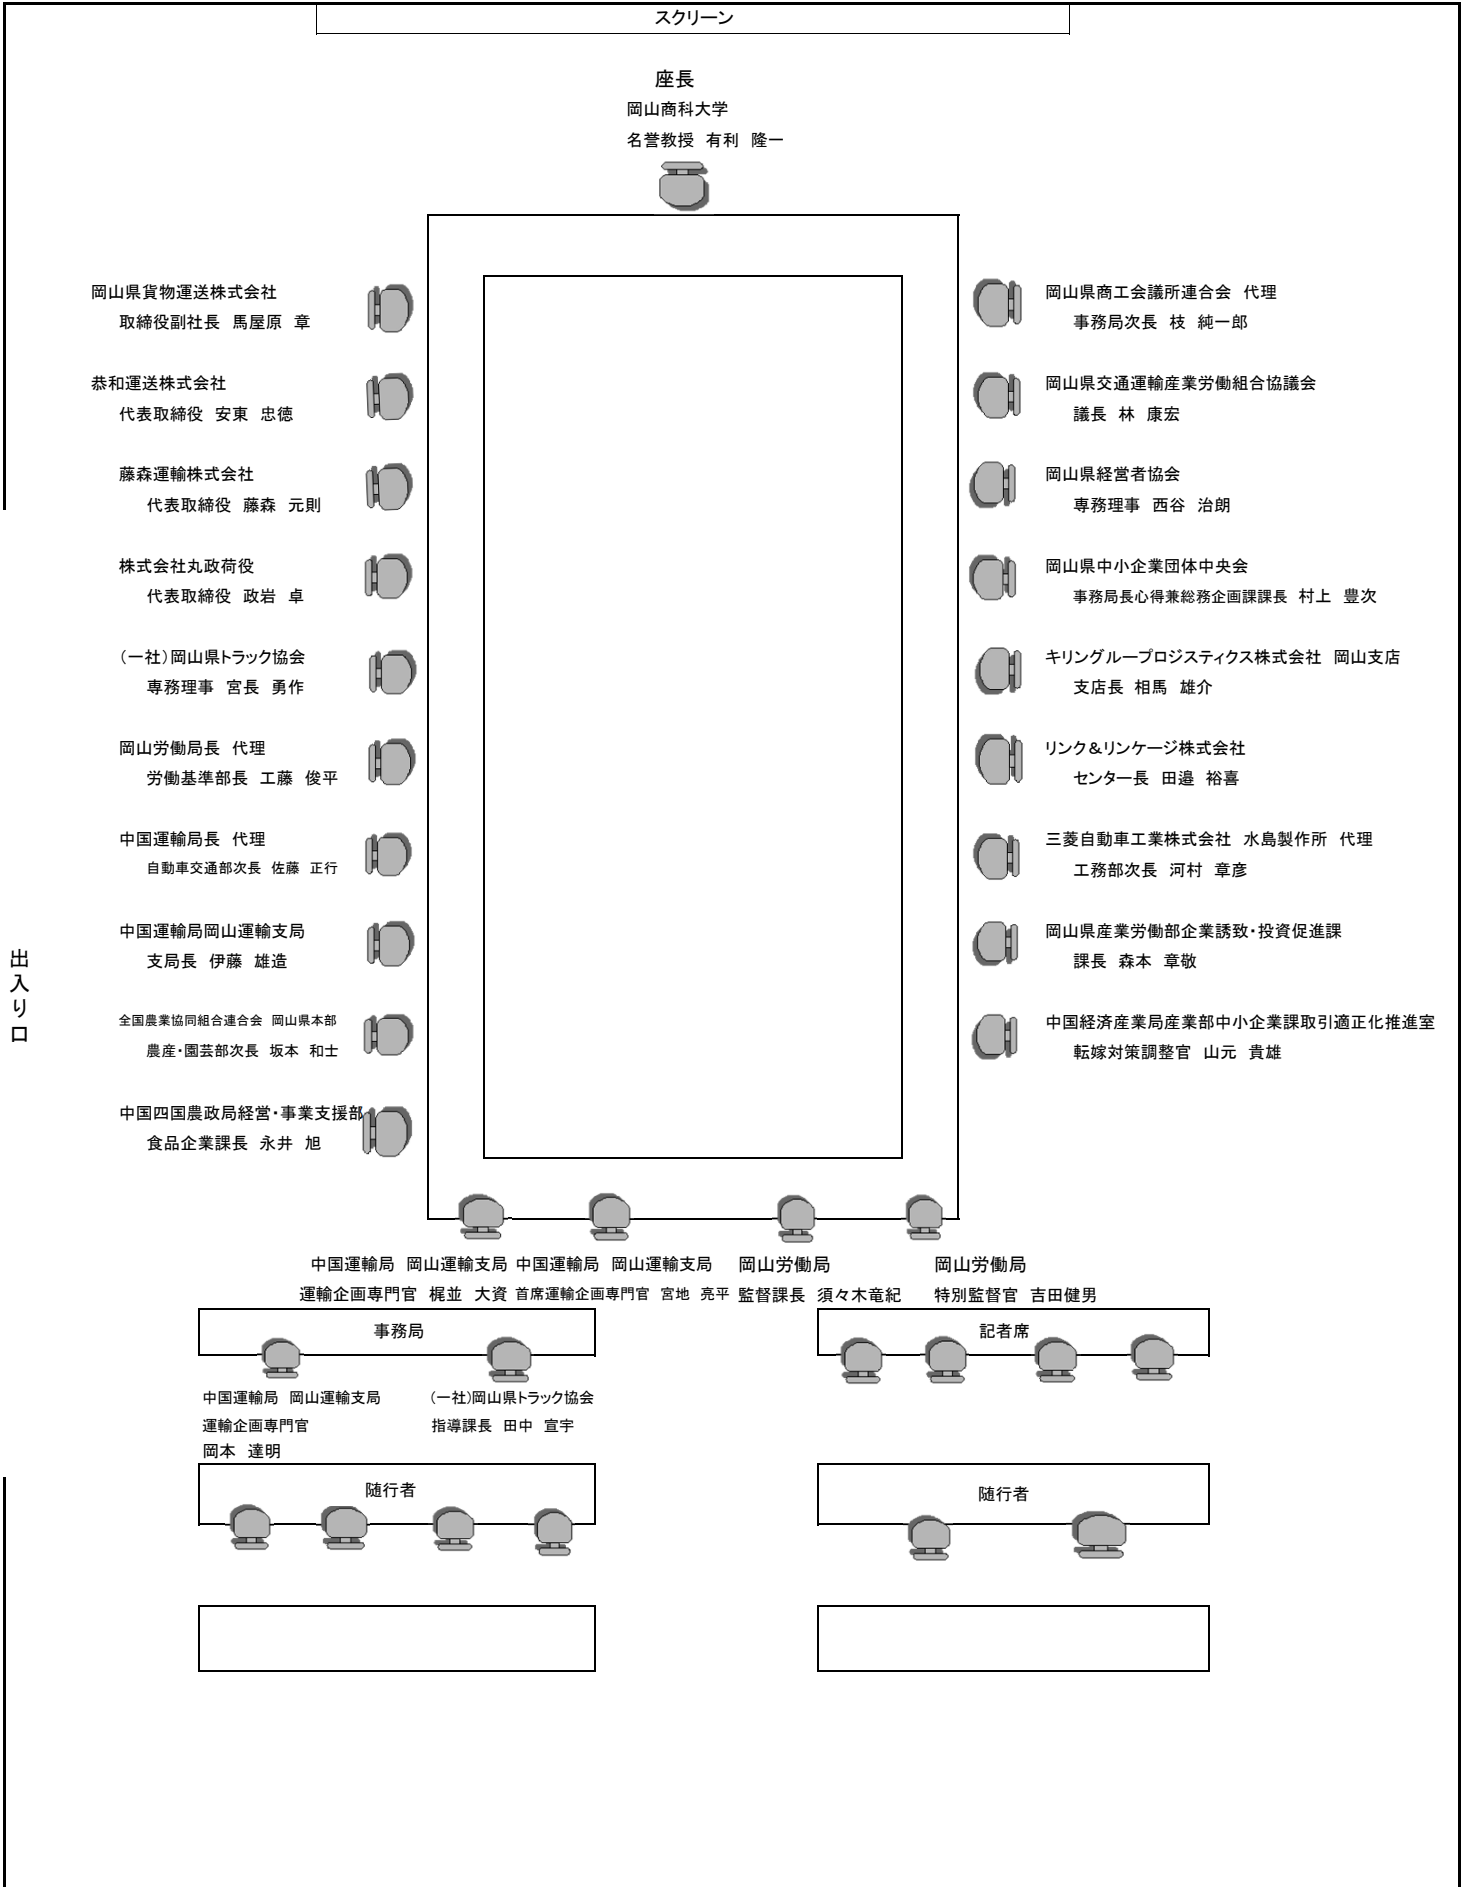 スクリーン
座長
岡山商科大学
名誉教授 有利 隆一
岡山県貨物運送株式会社
取締役副社長 馬屋原 章
恭和運送株式会社
代表取締役 安東 忠徳
藤森運輸株式会社
代表取締役 藤森 元則
株式会社丸政荷役
代表取締役 政岩 卓
（一社）岡山県トラック協会
専務理事 宮長 勇作
岡山労働局長 代理
労働基準部長 工藤 俊平
中国運輸局長 代理
自動車交通部次長 佐藤 正行
中国運輸局岡山運輸支局
支局長 伊藤 雄造
全国農業協同組合連合会 岡山県本部
農産・園芸部次長 坂本 和士
中国四国農政局経営・事業支援部
食品企業課長 永井 旭
岡山県商工会議所連合会 代理
事務局次長 枝 純一郎
岡山県交通運輸産業労働組合協議会
議長 林 康宏
岡山県経営者協会
専務理事 西谷 治朗
岡山県中小企業団体中央会
事務局長心得兼総務企画課課長 村上 豊次
キリングループロジスティクス株式会社 岡山支店
支店長 相馬 雄介
リンク＆リンケージ株式会社
センター長 田邉 裕喜
三菱自動車工業株式会社 水島製作所 代理
工務部次長 河村 章彦
岡山県産業労働部企業誘致・投資促進課
課長 森本 章敬
中国経済産業局産業部中小企業課取引適正化推進室
転嫁対策調整官 山元 貴雄
出入り口
中国運輸局 岡山運輸支局
運輸企画専門官 梶並 大資
中国運輸局 岡山運輸支局
首席運輸企画専門官 宮地 亮平
岡山労働局
監督課長 須々木竜紀
岡山労働局
特別監督官 吉田健男
事務局
中国運輸局 岡山運輸支局
運輸企画専門官
岡本 達明
（一社）岡山県トラック協会
指導課長 田中 宣宇
記者席
随行者
随行者